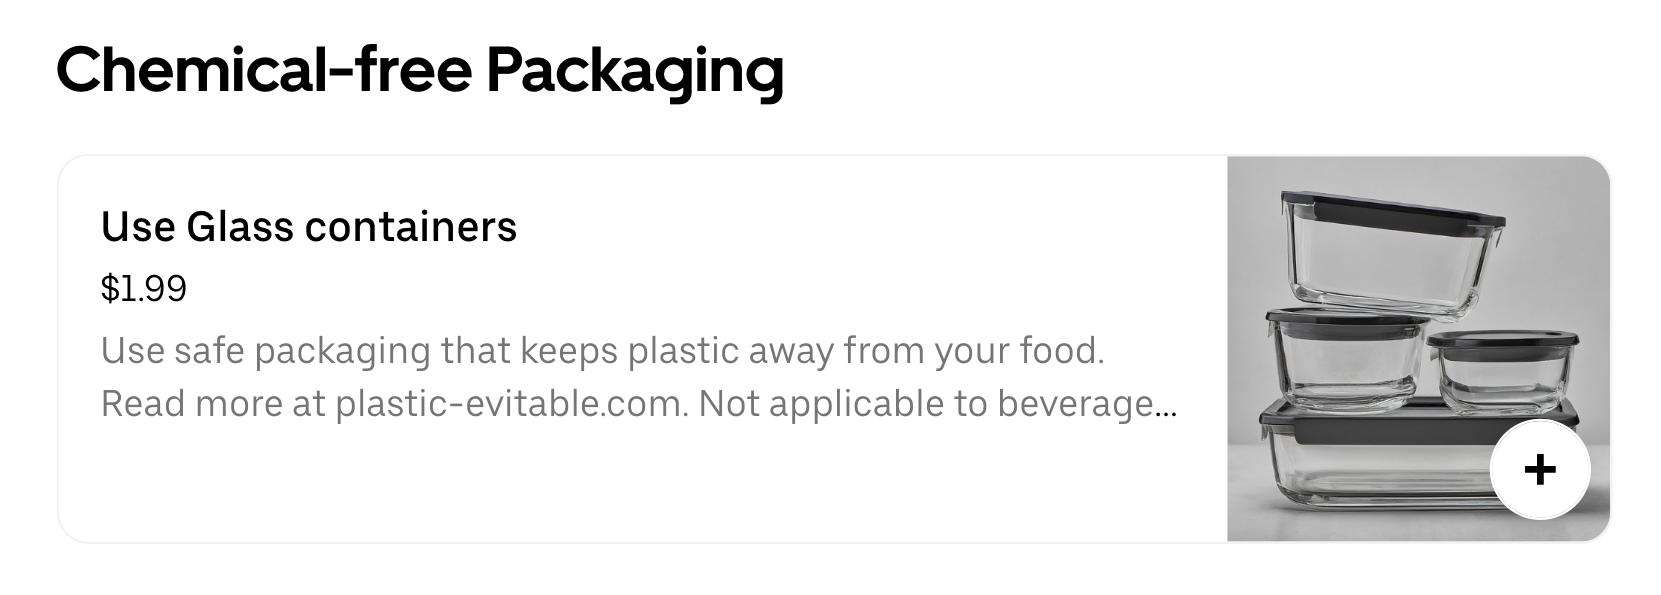 Chemical-free Packaging
Use Glass containers
$1.99
Use safe packaging that keeps plastic away from your food.
Read more at plastic-evitable.com. Not applicable to beverage...
+